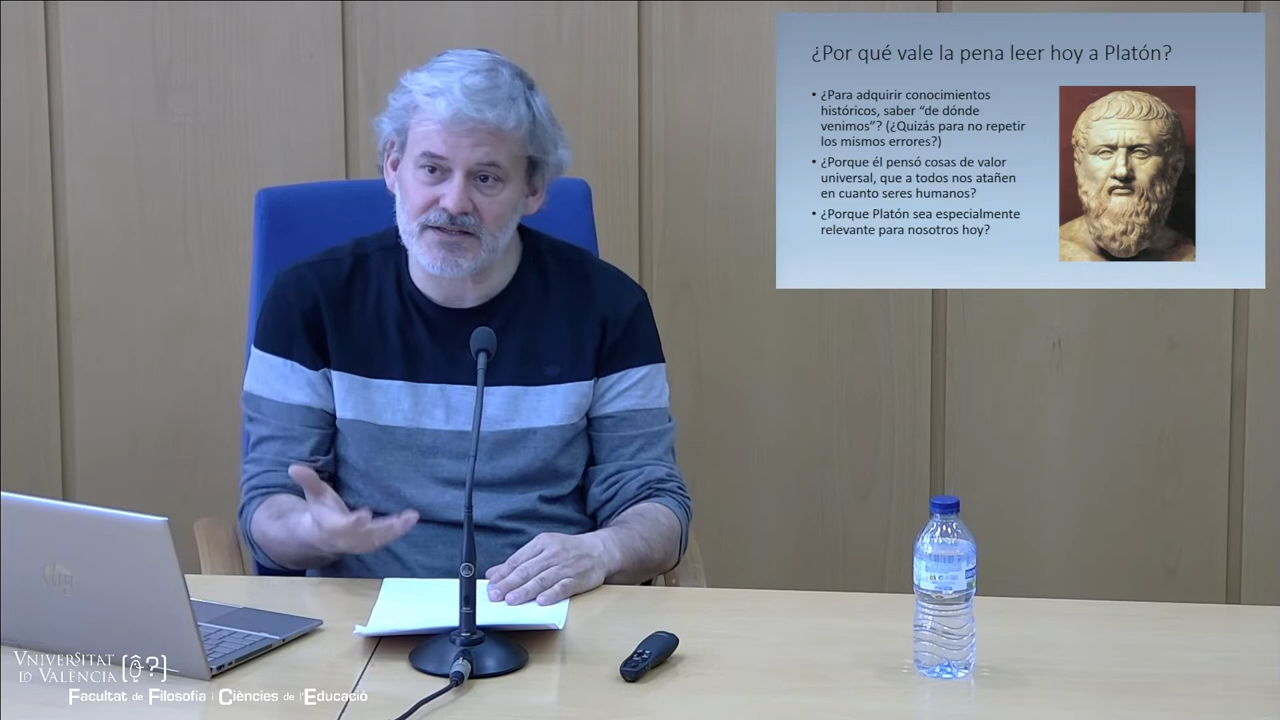 ¿Por qué vale la pena leer hoy a Platón?
• ¿Para adquirir conocimientos
históricos, saber “de dónde
venimos”? (¿Quizás para no repetir
los mismos errores?)
• ¿Porque él pensó cosas de valor
universal, que a todos nos atañen
en cuanto seres humanos?
• ¿Porque Platón sea especialmente
relevante para nosotros hoy?
hp
VNIVERSITAT
ID VALÈNCIA [ô?]
Facultat de Filosofia i Ciències de l'Educació